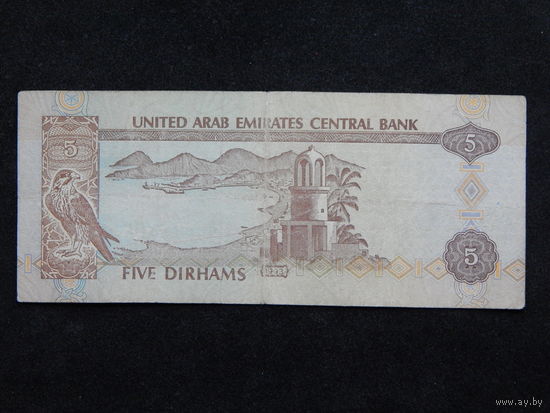 UNITED ARAB EMIRATES CENTRAL BANK
5
5
FIVE DIRHAMS
5
www.ay.by